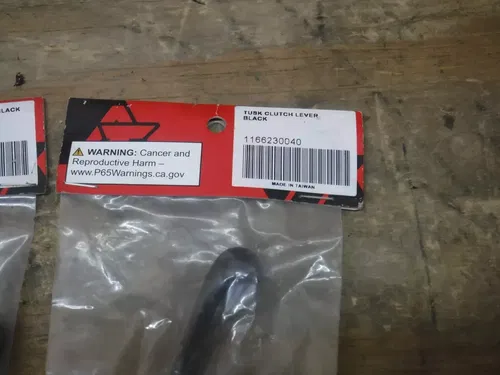 BLACK
TUSK CLUTCH LEVER
BLACK
1166230040
MADE IN TAIWAN
WARNING: Cancer and
Reproductive Harm –
www.P65Warnings.ca.gov